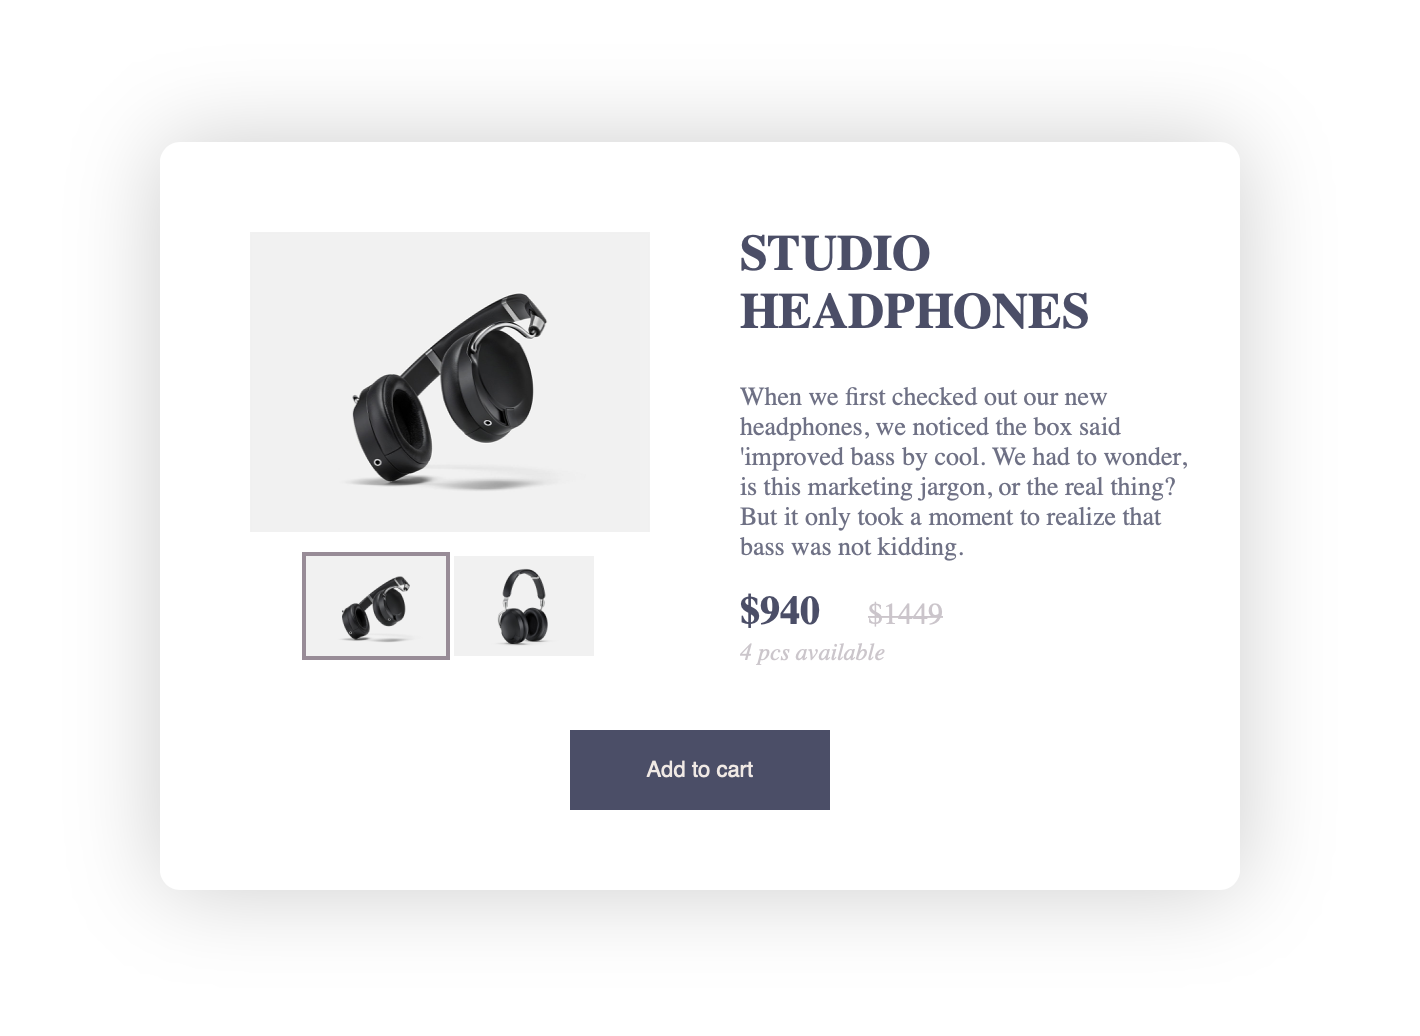 STUDIO
HEADPHONES
When we first checked out our new
headphones, we noticed the box said
'improved bass by cool. We had to wonder,
is this marketing jargon, or the real thing?
But it only took a moment to realize that
bass was not kidding.
$940 $1449
4 pcs available
Add to cart